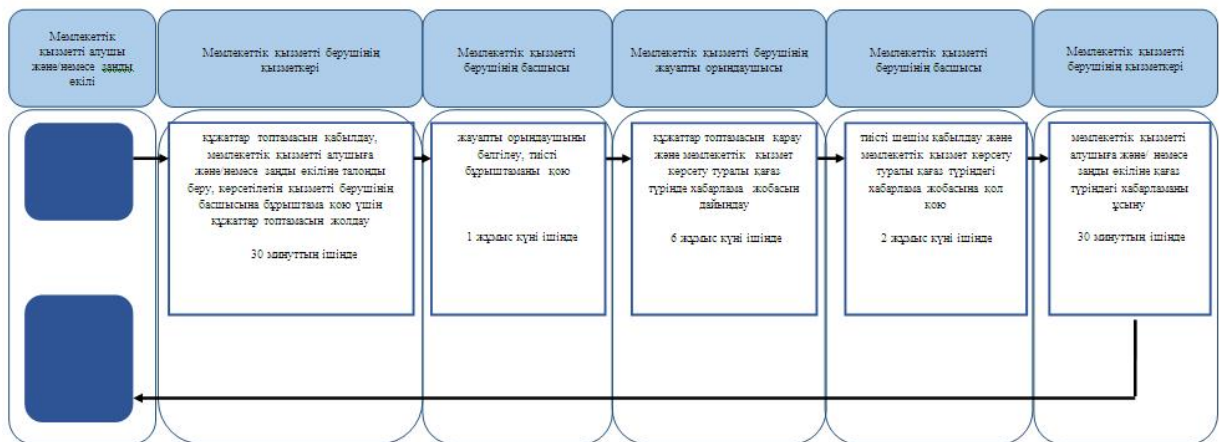 Мемлекеттік
қызметті алушы
және/немесе заңды
өкілі
Мемлекеттік қызметті берушінің
қызметкері
Мемлекеттік қызметті
берушінің басшысы
Мемлекеттік қызметті берушінің
жауапты орындаушысы
Мемлекеттік қызметті
берушінің басшысы
Мемлекеттік қызметті
берушінің қызметкері
құжаттар топтамасын қабылдау,
мемлекеттік қызметті алушыға
және/немесе заңды өкіліне талонды
беру, көрсетілетін қызметті берушінің
басшысына бұрыштама қою үшін
құжаттар топтамасын жолдау
30 минуттың ішінде
жауапты орындаушыны
белгілеу, тиісті
бұрыштаманы қою
1 жұмыс күні ішінде
құжаттар топтамасын қарау
және мемлекеттік қызмет
көрсету туралы қағаз
түрінде хабарлама жобасын
дайындау
6 жұмыс күні ішінде
тиісті шешім қабылдау және
мемлекеттік қызмет көрсету
туралы қағаз түріндегі
хабарлама жобасына қол
қою
2 жұмыс күні ішінде
мемлекеттік қызметті
алушыға және/ немесе
заңды өкіліне қағаз
түріндегі хабарламаны
ұсыну
30 минуттың ішінде